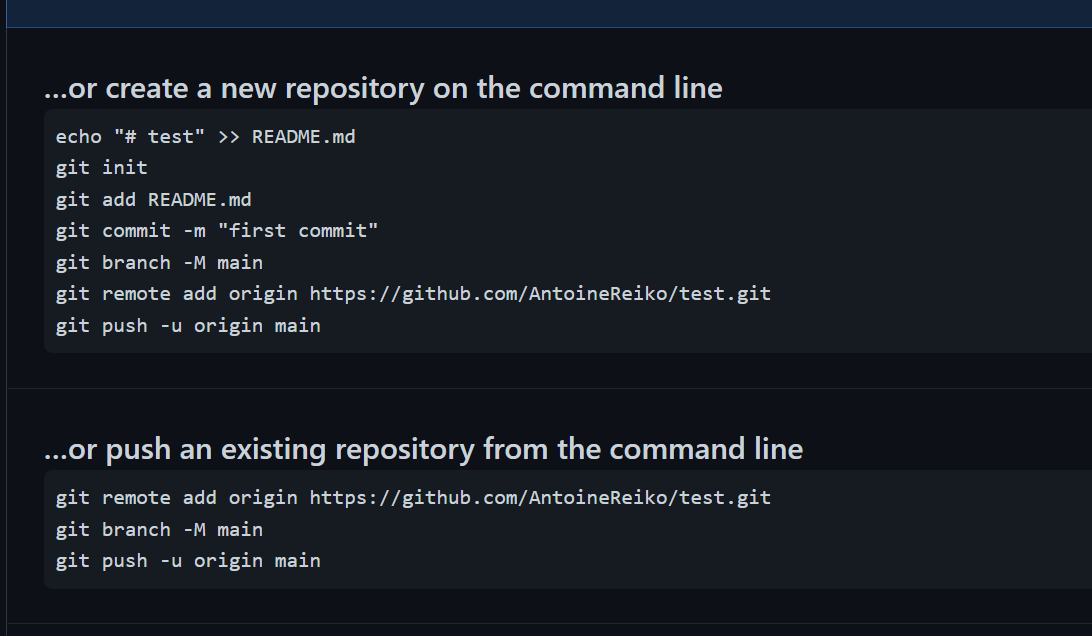 ...or create a new repository on the command line
echo "# test" >> README.md
git init
git add README.md
git commit -m "first commit"
git branch -M main
git remote add origin https://github.com/AntoineReiko/test.git
git push -u origin main
...or push an existing repository from the command line
git remote add origin https://github.com/AntoineReiko/test.git
git branch -M main
git push -u origin main